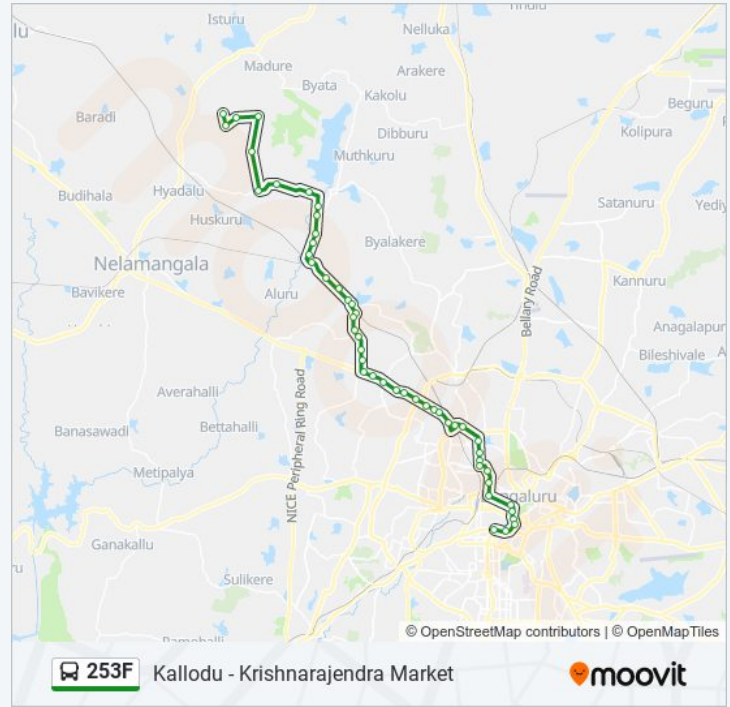 Isturu
Nelluka
Madure
Arakere
Byata
Kakolu
Beguru
Baradi
Dibburu
Kolipura
Muthkuru
Budihala
Hyadalu
Satanuru
Huskuru
Byalakere
Nelamangala
Kannuru
Bavikere
Aluru
Bellary Road
Anagalapur
Bileshivale
A
NICE Peripheral Ring Road
Averahalli
Bettahalli
Banasawadi
Metipalya
galuru
Ganakallu
Sulikere
© OpenStreetMap contributors | © OpenMapTiles
253F Kallodu - Krishnarajendra Market
moovit